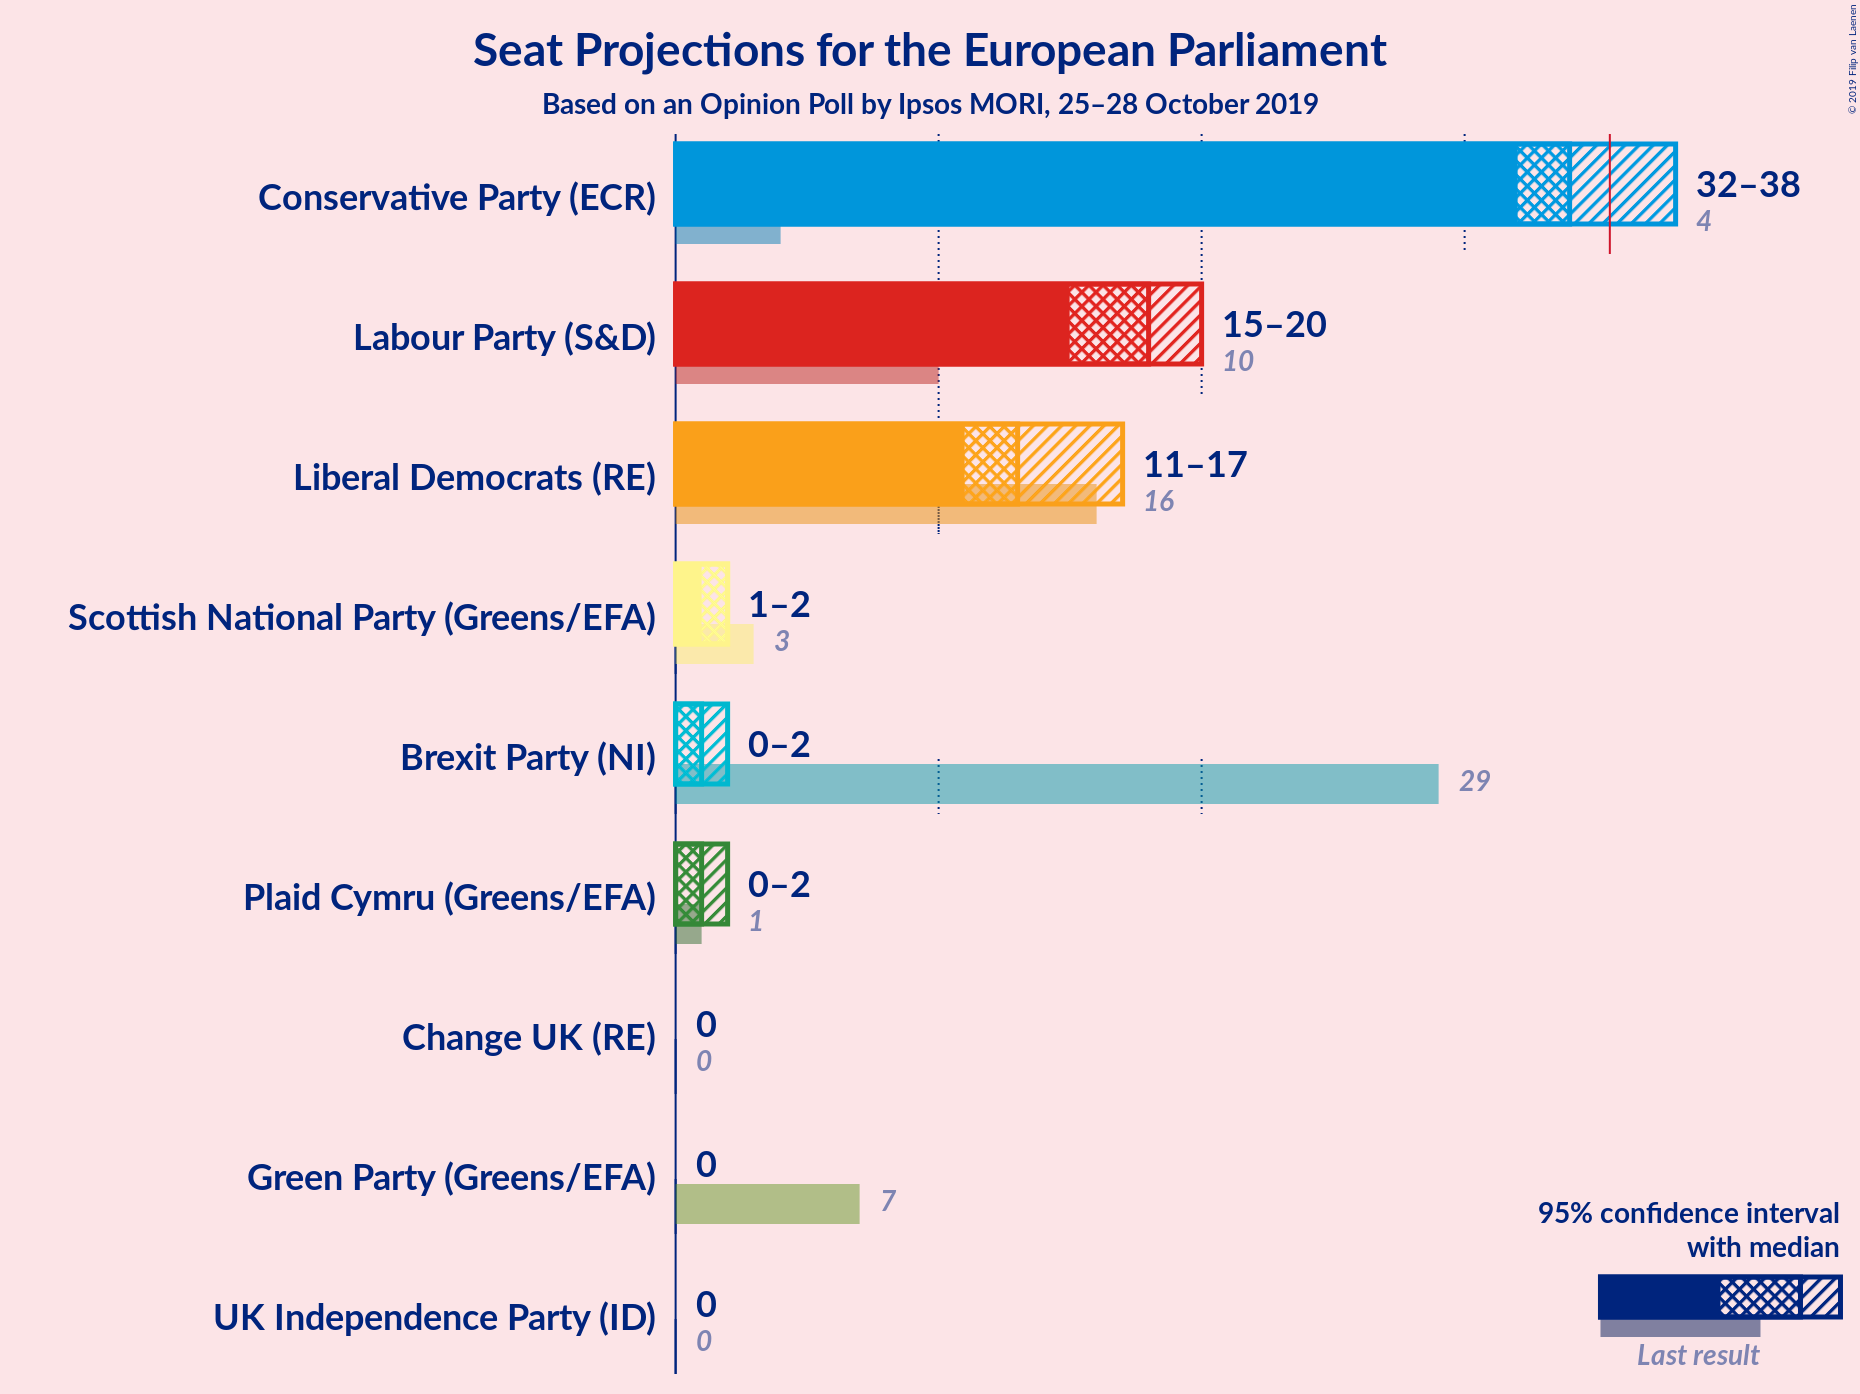 Seat Projections for the European Parliament
Based on an Opinion Poll by Ipsos MORI, 25–28 October 2019
© 2019 Filip van Laenen
Conservative Party (ECR)
32–38
4
Labour Party (S&D)
15–20
10
Liberal Democrats (RE)
11–17
16
Scottish National Party (Greens/EFA)
1–2
3
Brexit Party (NI)
0–2
29
Plaid Cymru (Greens/EFA)
0–2
1
Change UK (RE)
0
0
Green Party (Greens/EFA)
0
7
UK Independence Party (ID)
0
0
95% confidence interval
with median
Last result